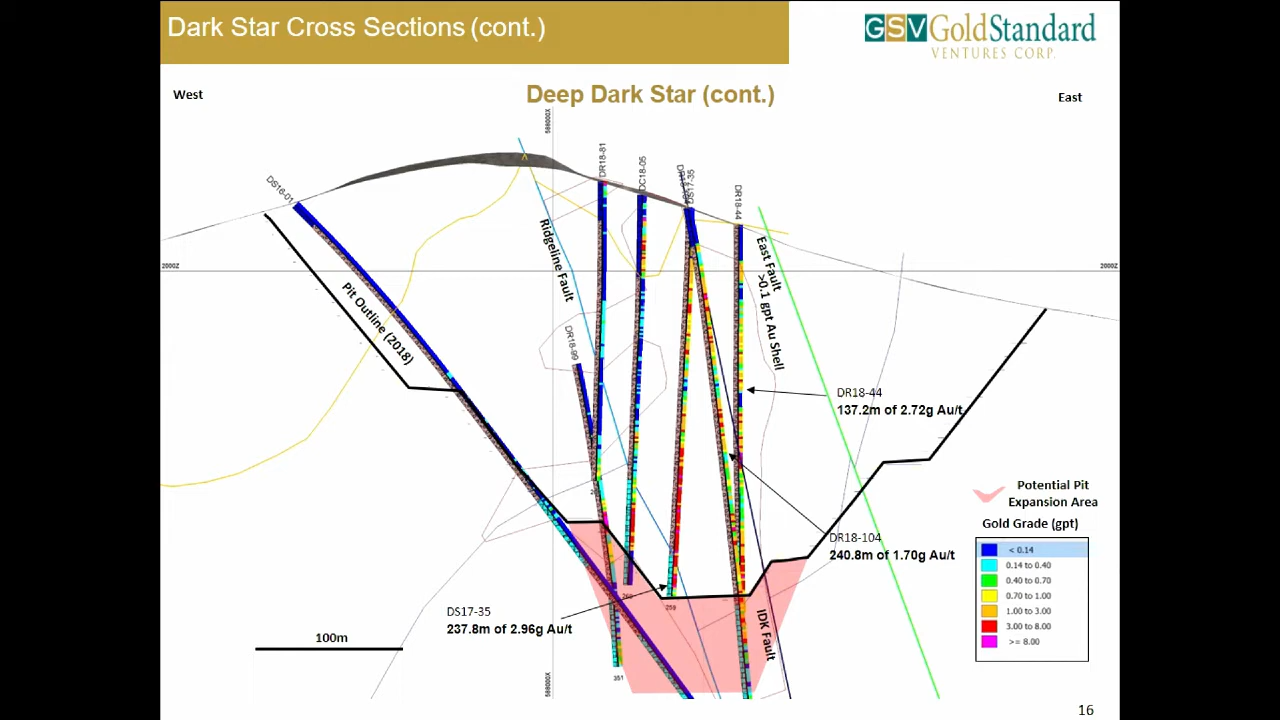 Dark Star Cross Sections (cont.)
GSV GoldStandard
VENTURES CORP.
West
Deep Dark Star (cont.)
East
DS16-01
DR18-81
DC18-05
DS17-35
DR18-44
2000Z
2000Z
Ridgeline Fault
East Fault
>0.1 gpt Au Shell
Pit Outline (2018)
DR18-99
DR18-44
137.2m of 2.72g Au/t
DR18-104
240.8m of 1.70g Au/t
DS17-35
237.8m of 2.96g Au/t
IDK Fault
100m
351
Potential Pit
Expansion Area
Gold Grade (gpt)
< 0.14
0.14 to 0.40
0.40 to 0.70
0.70 to 1.00
1.00 to 3.00
3.00 to 8.00
>= 8.00
16